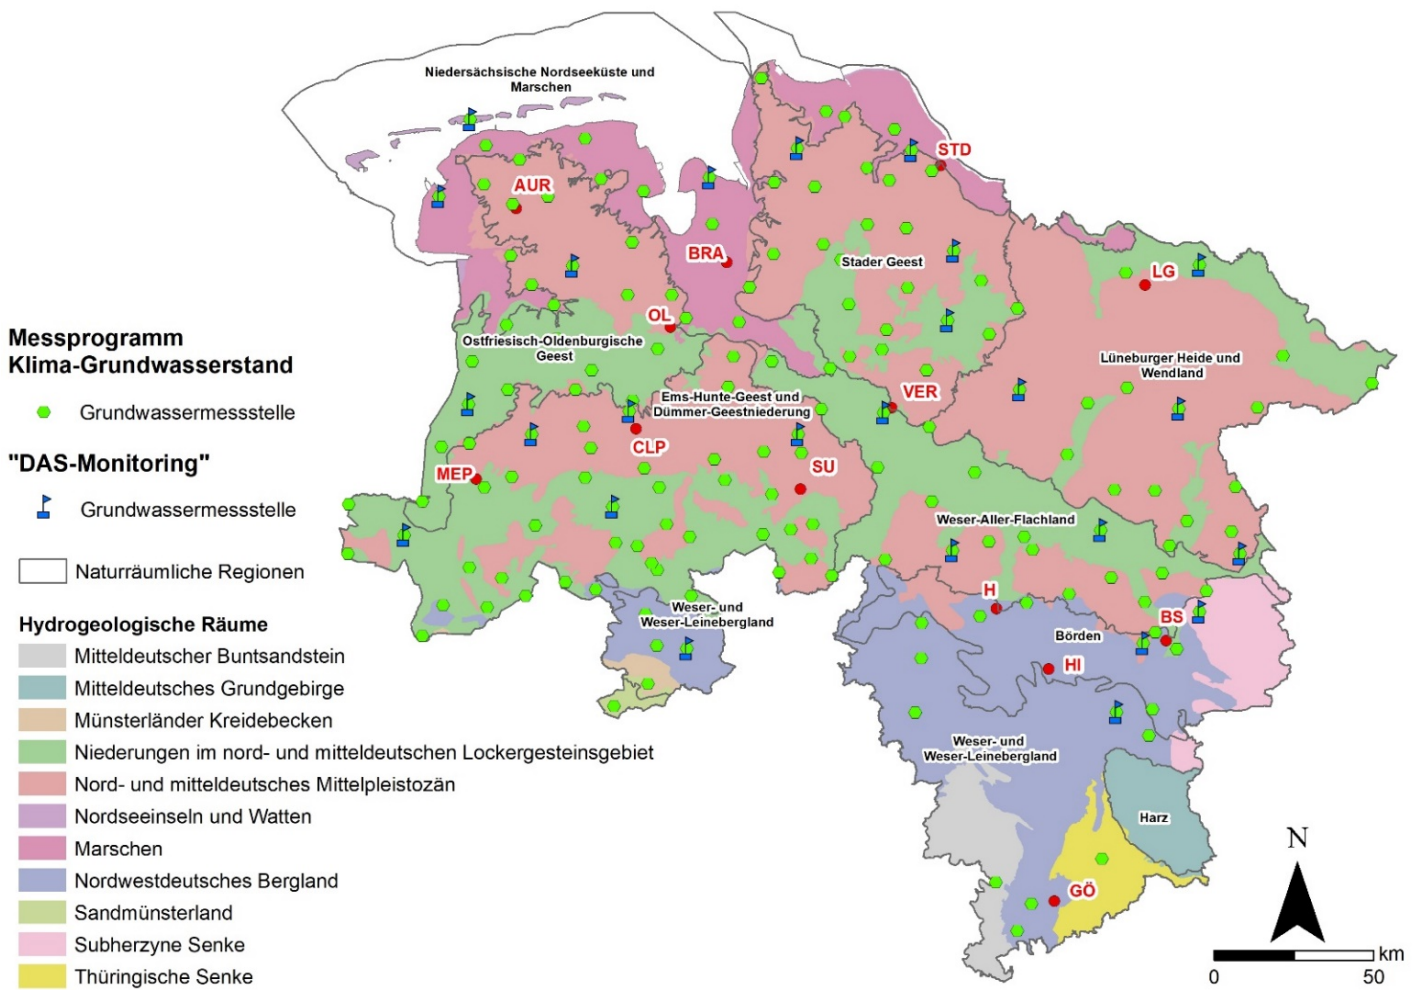 Niedersächsische Nordseeküste und
Marschen
STD
AUR
BRA
Stader Geest
LG
OL
Ostfriesisch-Oldenburgische
Geest
Lüneburger Heide und
Wendland
VER
Ems-Hunte-Geest und
Dümmer-Geestniederung
CLP
MEP
SU
Weser-Aller-Flachland
H
Weser- und
Weser-Leinebergland
BS
Börden
HI
Weser- und
Weser-Leinebergland
Harz
GÖ
Messprogramm
Klima-Grundwasserstand
Grundwassermessstelle
"DAS-Monitoring"
Grundwassermessstelle
Naturräumliche Regionen
Hydrogeologische Räume
Mitteldeutscher Buntsandstein
Mitteldeutsches Grundgebirge
Münsterländer Kreidebecken
Niederungen im nord- und mitteldeutschen Lockergesteinsgebiet
Nord- und mitteldeutsches Mittelpleistozän
Nordseeinseln und Watten
Marschen
Nordwestdeutsches Bergland
Sandmünsterland
Subherzyne Senke
Thüringische Senke
N
km
0 50